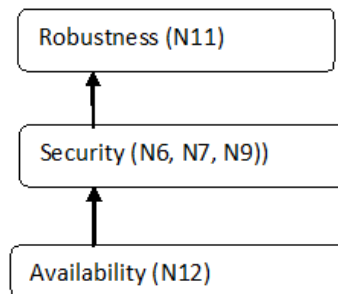 Robustness (N11)
Security (N6, N7, N9))
Availability (N12)